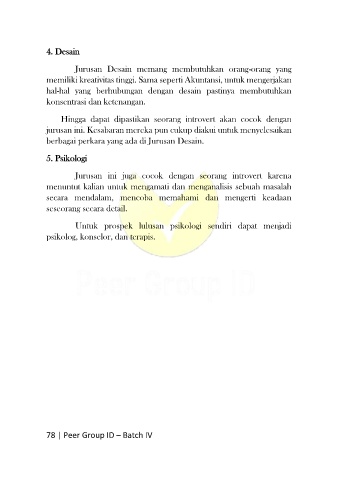 4. Desain
Jurusan Desain memang membutuhkan orang-orang yang
memiliki kreativitas tinggi. Sama seperti Akuntansi, untuk mengerjakan
hal-hal yang berhubungan dengan desain pastinya membutuhkan
konsentrasi dan ketenangan.
Hingga dapat dipastikan seorang introvert akan cocok dengan
jurusan ini. Kesabaran mereka pun cukup diakui untuk menyelesaikan
berbagai perkara yang ada di Jurusan Desain.
5. Psikologi
Jurusan ini juga cocok dengan seorang introvert karena
menuntut kalian untuk mengamati dan menganalisis sebuah masalah
secara mendalam, mencoba memahami dan mengerti keadaan
seseorang secara detail.
Untuk prospek lulusan psikologi sendiri dapat menjadi
psikolog, konselor, dan terapis.
Peer Group ID
78 | Peer Group ID – Batch IV